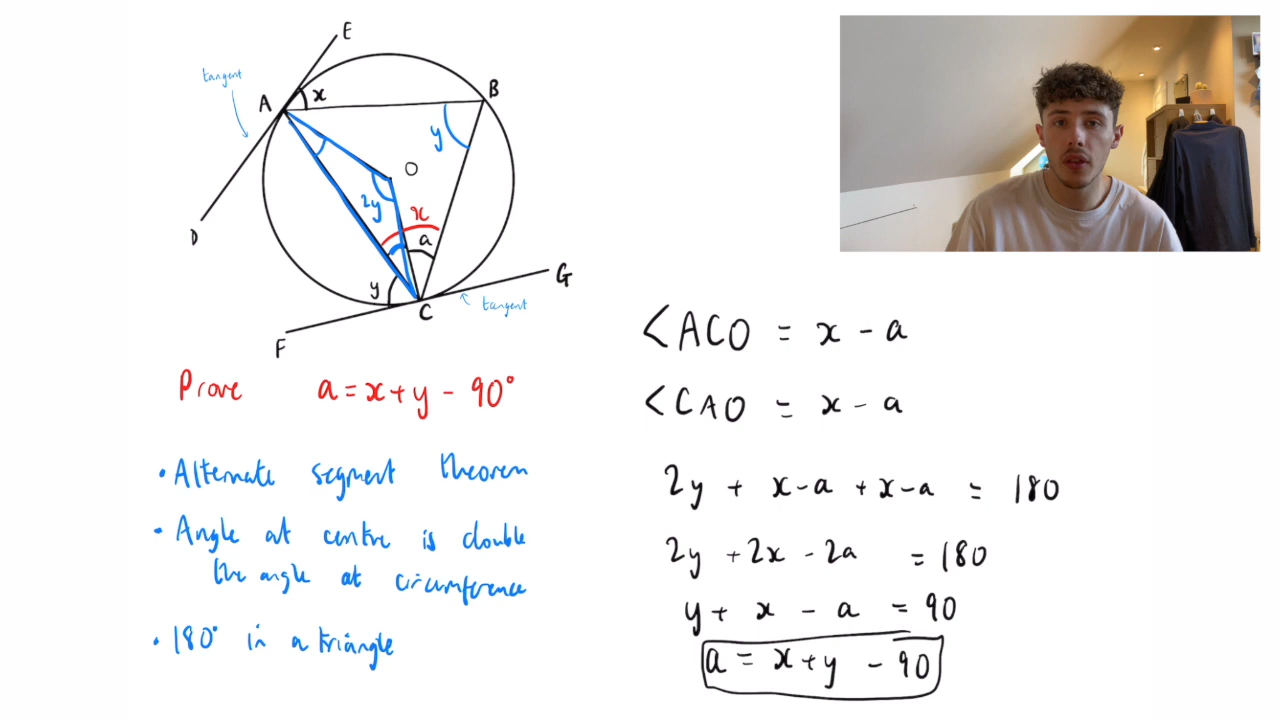 E
tangent
A
x
B
y
O
2y
x
a
D
y
C
G
tangent
F
Prove a = x + y - 90°
• Alternate segment theorem
• Angle at centre is double
the angle at circumference
• 180° in a triangle
<ACO = x - a
<CAO = x - a
2y + x - a + x - a = 180
2y + 2x - 2a = 180
y + x - a = 90
a = x + y - 90